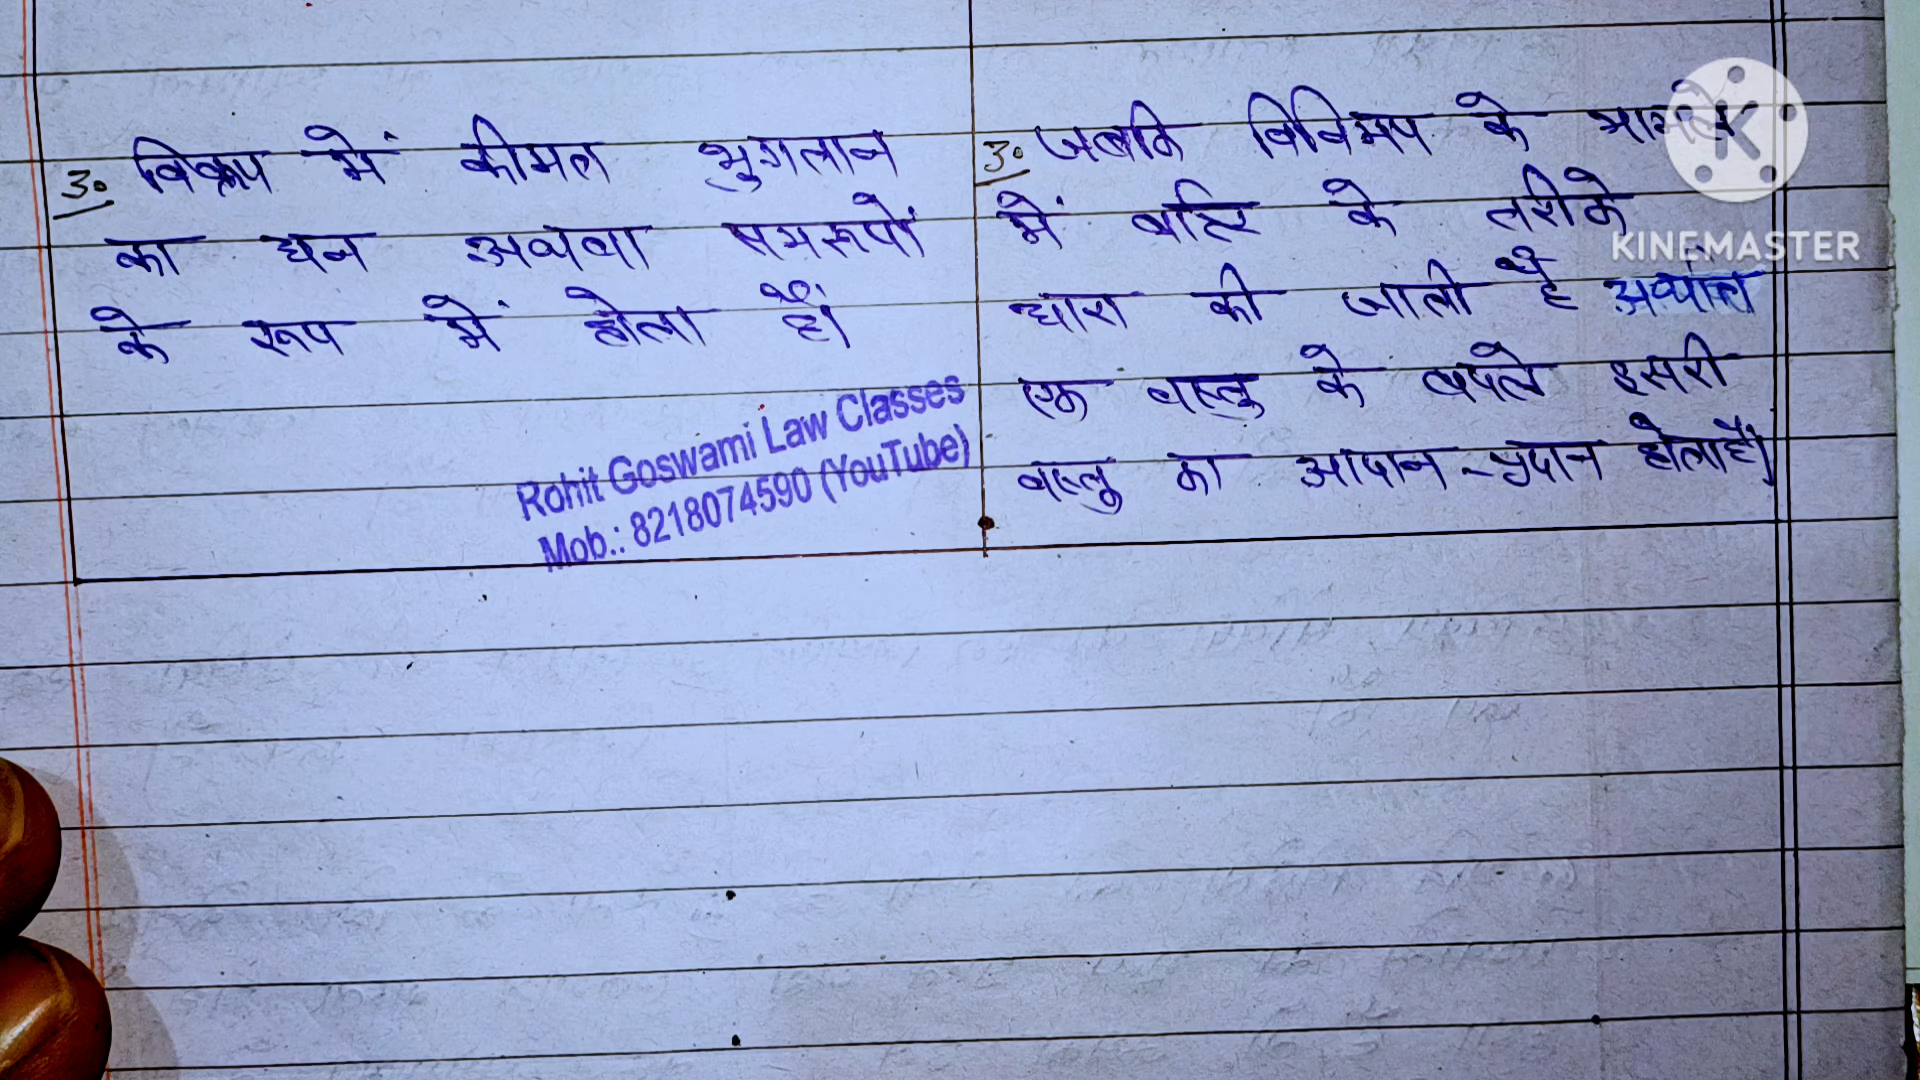 3. विक्रय में कीमत भुगतान
का धन अथवा समरूपों
के रूप में होता है।
3. जबकि विनिमय के मामले
में बार्टर के तरीके
द्वारा की जाती है अर्थात
एक वस्तु के बदले दूसरी
वस्तु का आदान-प्रदान होता है।
Rohit Goswami Law Classes
Mob.: 8218074590 (YouTube)
KINEMASTER